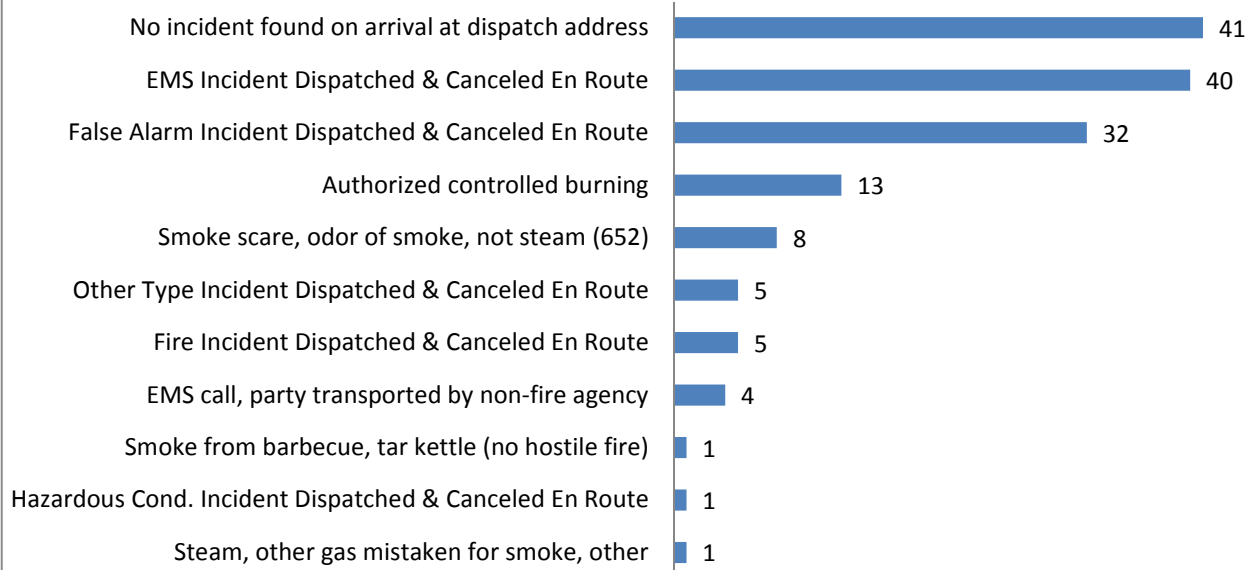 No incident found on arrival at dispatch address 41
EMS Incident Dispatched & Canceled En Route 40
False Alarm Incident Dispatched & Canceled En Route 32
Authorized controlled burning 13
Smoke scare, odor of smoke, not steam (652) 8
Other Type Incident Dispatched & Canceled En Route 5
Fire Incident Dispatched & Canceled En Route 5
EMS call, party transported by non-fire agency 4
Smoke from barbecue, tar kettle (no hostile fire) 1
Hazardous Cond. Incident Dispatched & Canceled En Route 1
Steam, other gas mistaken for smoke, other 1